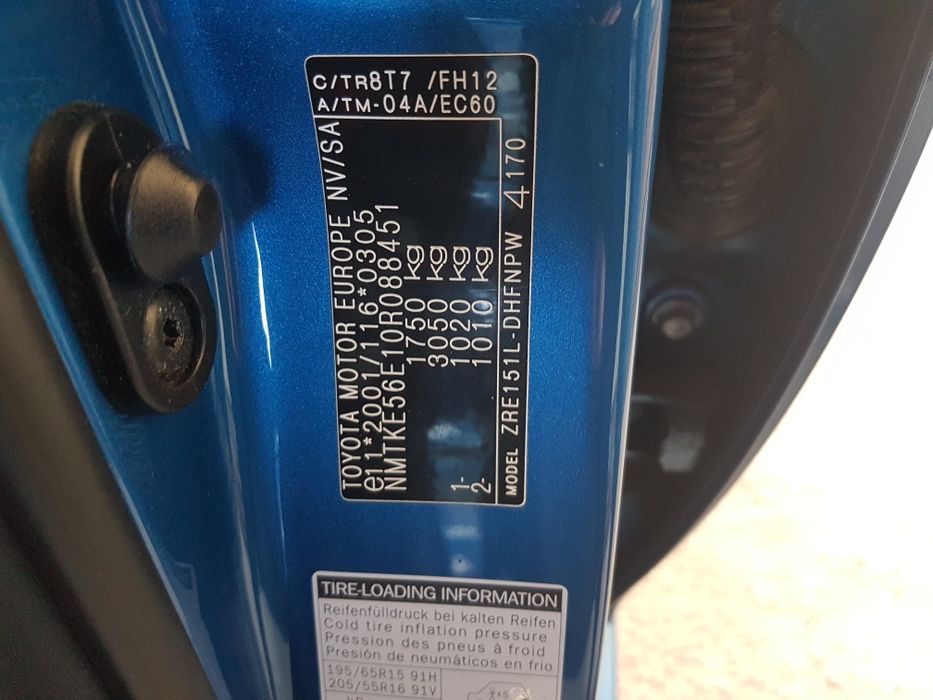 C/TR8T7 /FH12
A/TM-04A/EC60
TOYOTA MOTOR EUROPE NV/SA
e11*2001/116*0305
NMTKE56E10R088451
1750 kg
3050 kg
1- 1020 kg
2- 1010 kg
MODEL ZRE151L-DHFNPW 4170
TIRE-LOADING INFORMATION
Reifenfülldruck bei kalten Reifen
Cold tire inflation pressure
Pression des pneus à froid
Presión de neumáticos en frio
195/65R15 91H
205/55R16 91V